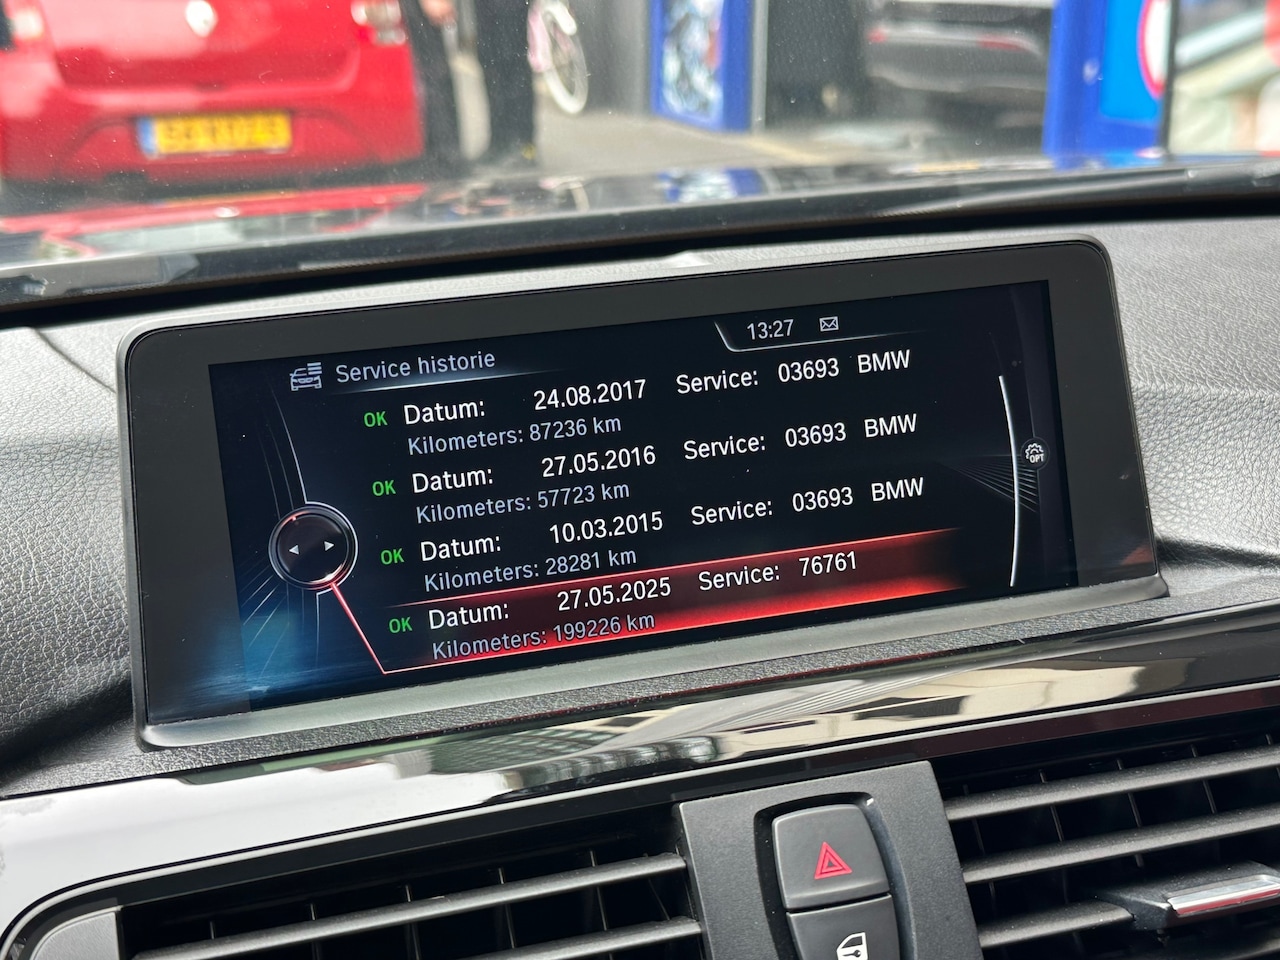 Service historie
13:27
OK Datum: 24.08.2017 Service: 03693 BMW
Kilometers: 87236 km
OK Datum: 27.05.2016 Service: 03693 BMW
Kilometers: 57723 km
OK Datum: 10.03.2015 Service: 03693 BMW
Kilometers: 28281 km
OK Datum: 27.05.2025 Service: 76761
Kilometers: 199226 km
OPT